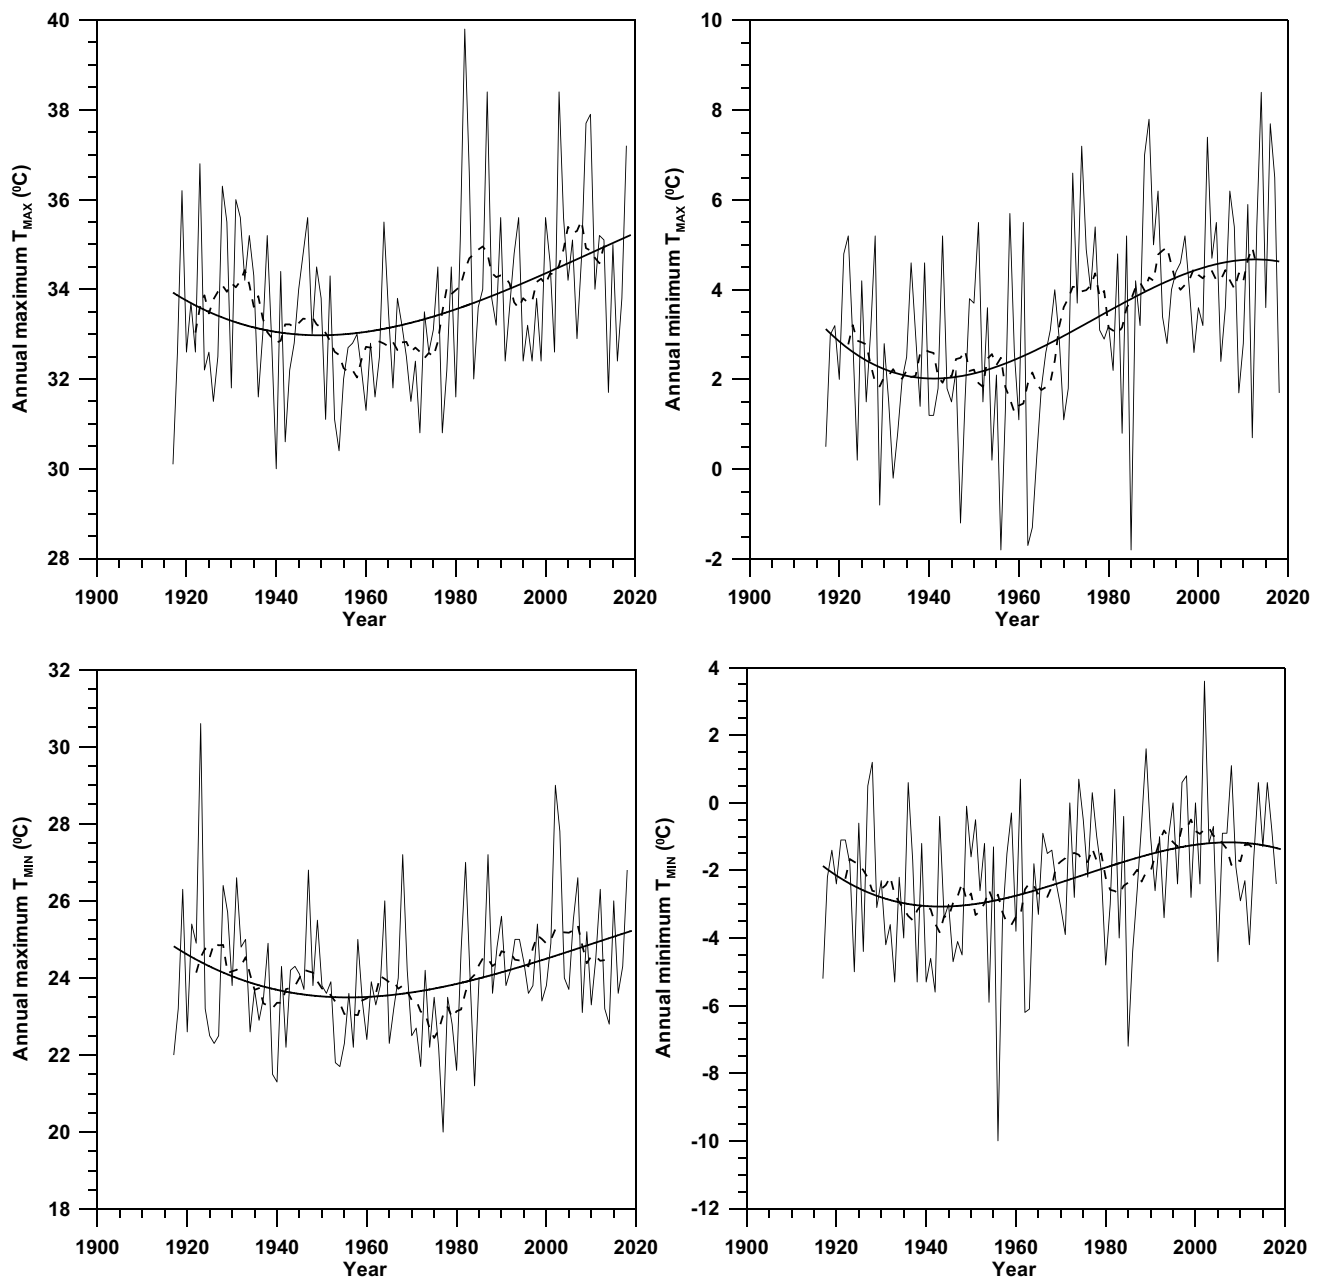 40
38
36
34
32
30
28
Annual maximum T_MAX (⁰C)
1900 1920 1940 1960 1980 2000 2020
Year
10
8
6
4
2
0
-2
Annual minimum T_MAX (⁰C)
1900 1920 1940 1960 1980 2000 2020
Year
32
30
28
26
24
22
20
18
Annual maximum T_MIN (⁰C)
1900 1920 1940 1960 1980 2000 2020
Year
4
2
0
-2
-4
-6
-8
-10
-12
Annual minimum T_MIN (⁰C)
1900 1920 1940 1960 1980 2000 2020
Year